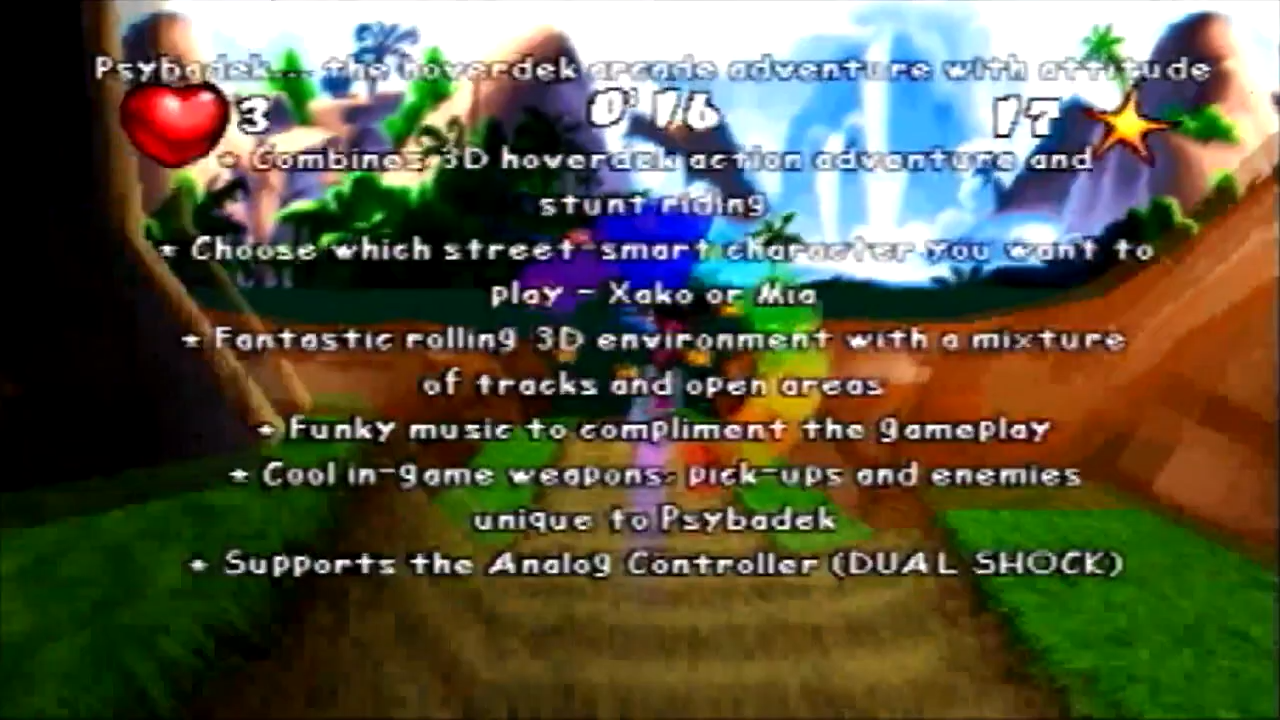 Psybadek... the hoverdek arcade adventure with attitude
3 0'16 17
* Combines 3D hoverdek action adventure and
stunt riding
* Choose which street-smart character you want to
play - Xako or Mia
* Fantastic rolling 3D environment with a mixture
of tracks and open areas
* Funky music to compliment the gameplay
* Cool in-game weapons, pick-ups and enemies
unique to Psybadek
* Supports the Analog Controller (DUAL SHOCK)